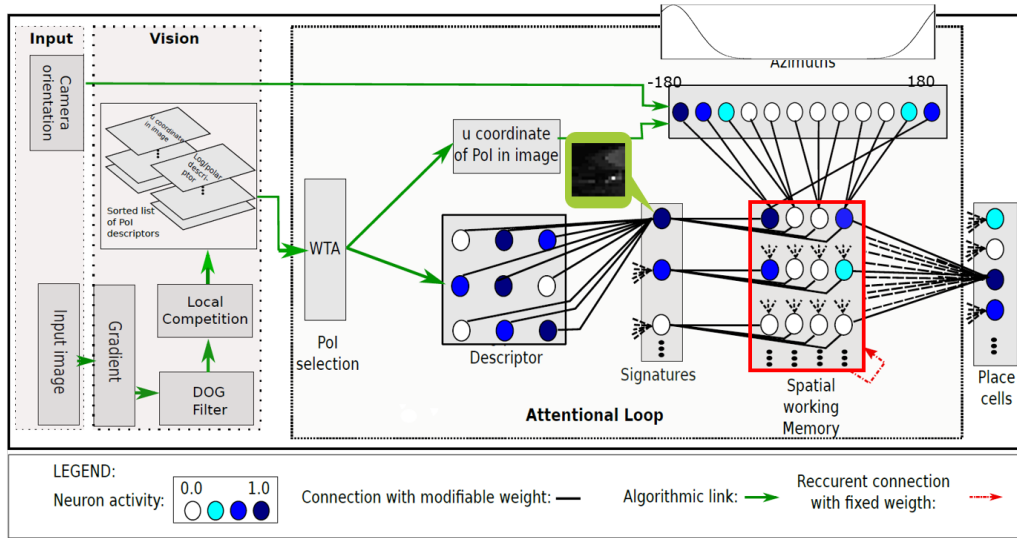 Input
Vision
Camera
orientation
u coordinate
in image
Log/polar
descri-
ptor
Sorted list
of PoI
descriptors
Local
Competition
DOG
Filter
Gradient
Input image
WTA
PoI
selection
u coordinate
of PoI in image
Descriptor
Signatures
Azimuths
-180
180
Spatial
working
Memory
Place
cells
Attentional Loop
LEGEND:
Neuron activity:
0.0
1.0
Connection with modifiable weight:
Algorithmic link:
Reccurent connection
with fixed weigth: